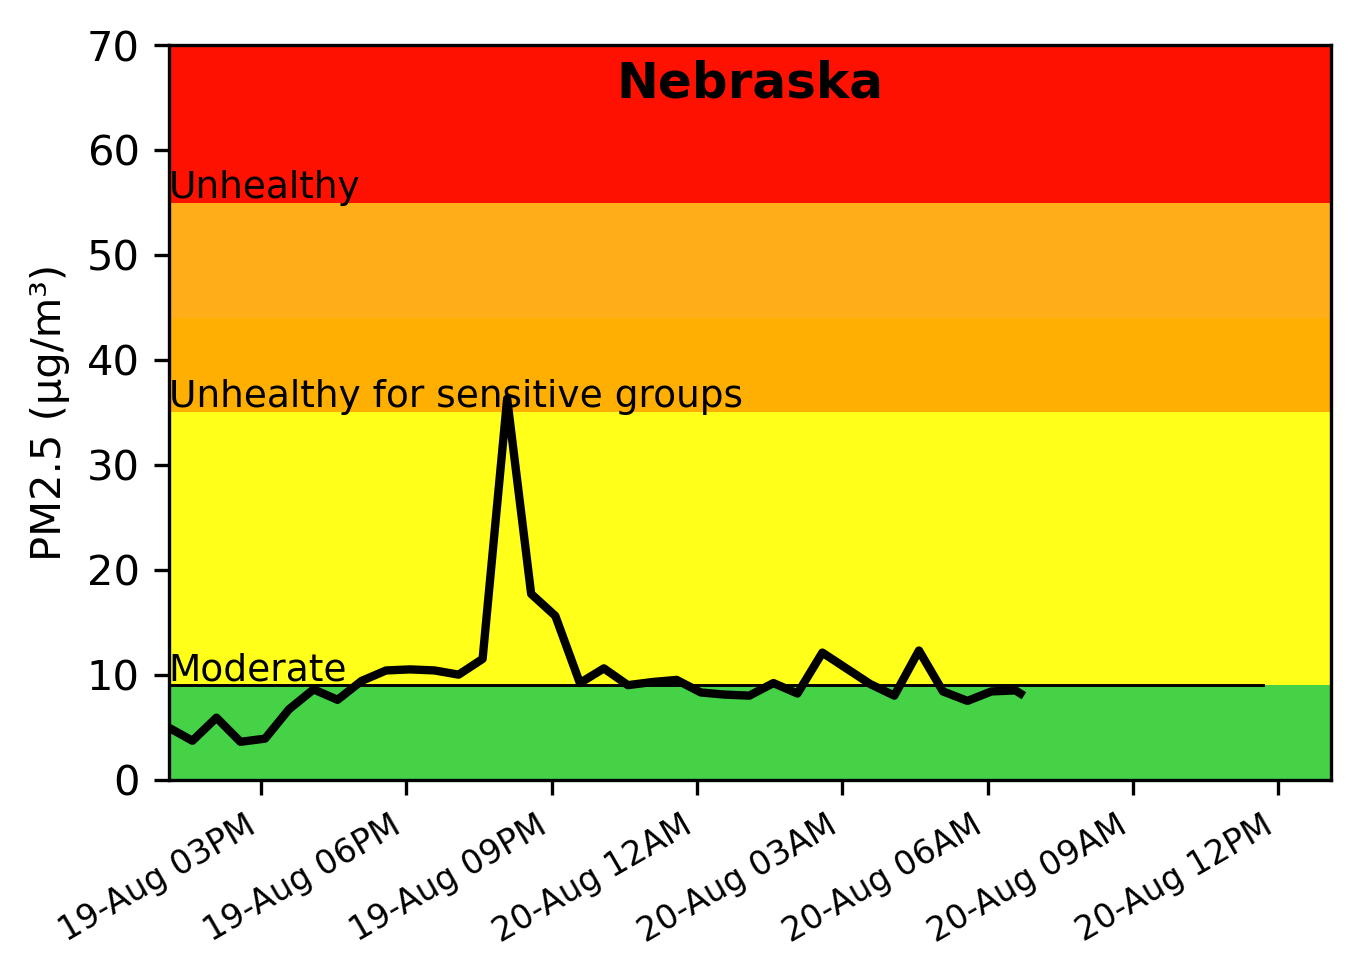 Nebraska
PM2.5 (µg/m³)
70
60
Unhealthy
50
40
Unhealthy for sensitive groups
30
20
10
Moderate
0
19-Aug 03PM
19-Aug 06PM
19-Aug 09PM
20-Aug 12AM
20-Aug 03AM
20-Aug 06AM
20-Aug 09AM
20-Aug 12PM